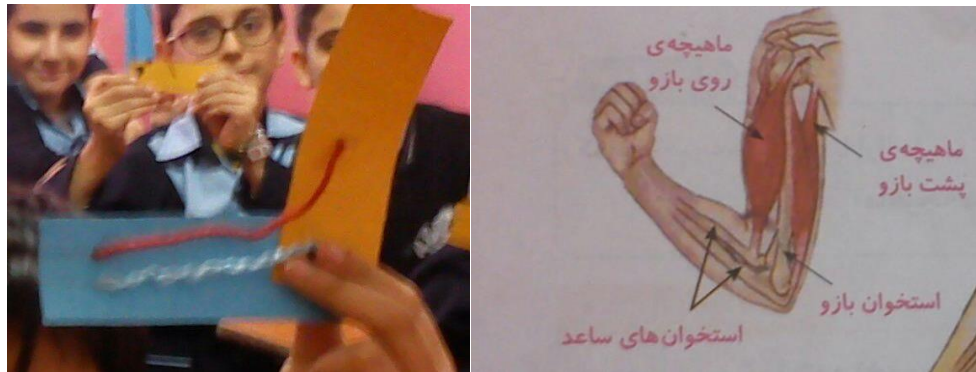 ماهیچه‌ی
روی بازو
ماهیچه‌ی
پشت بازو
استخوان بازو
استخوان های ساعد